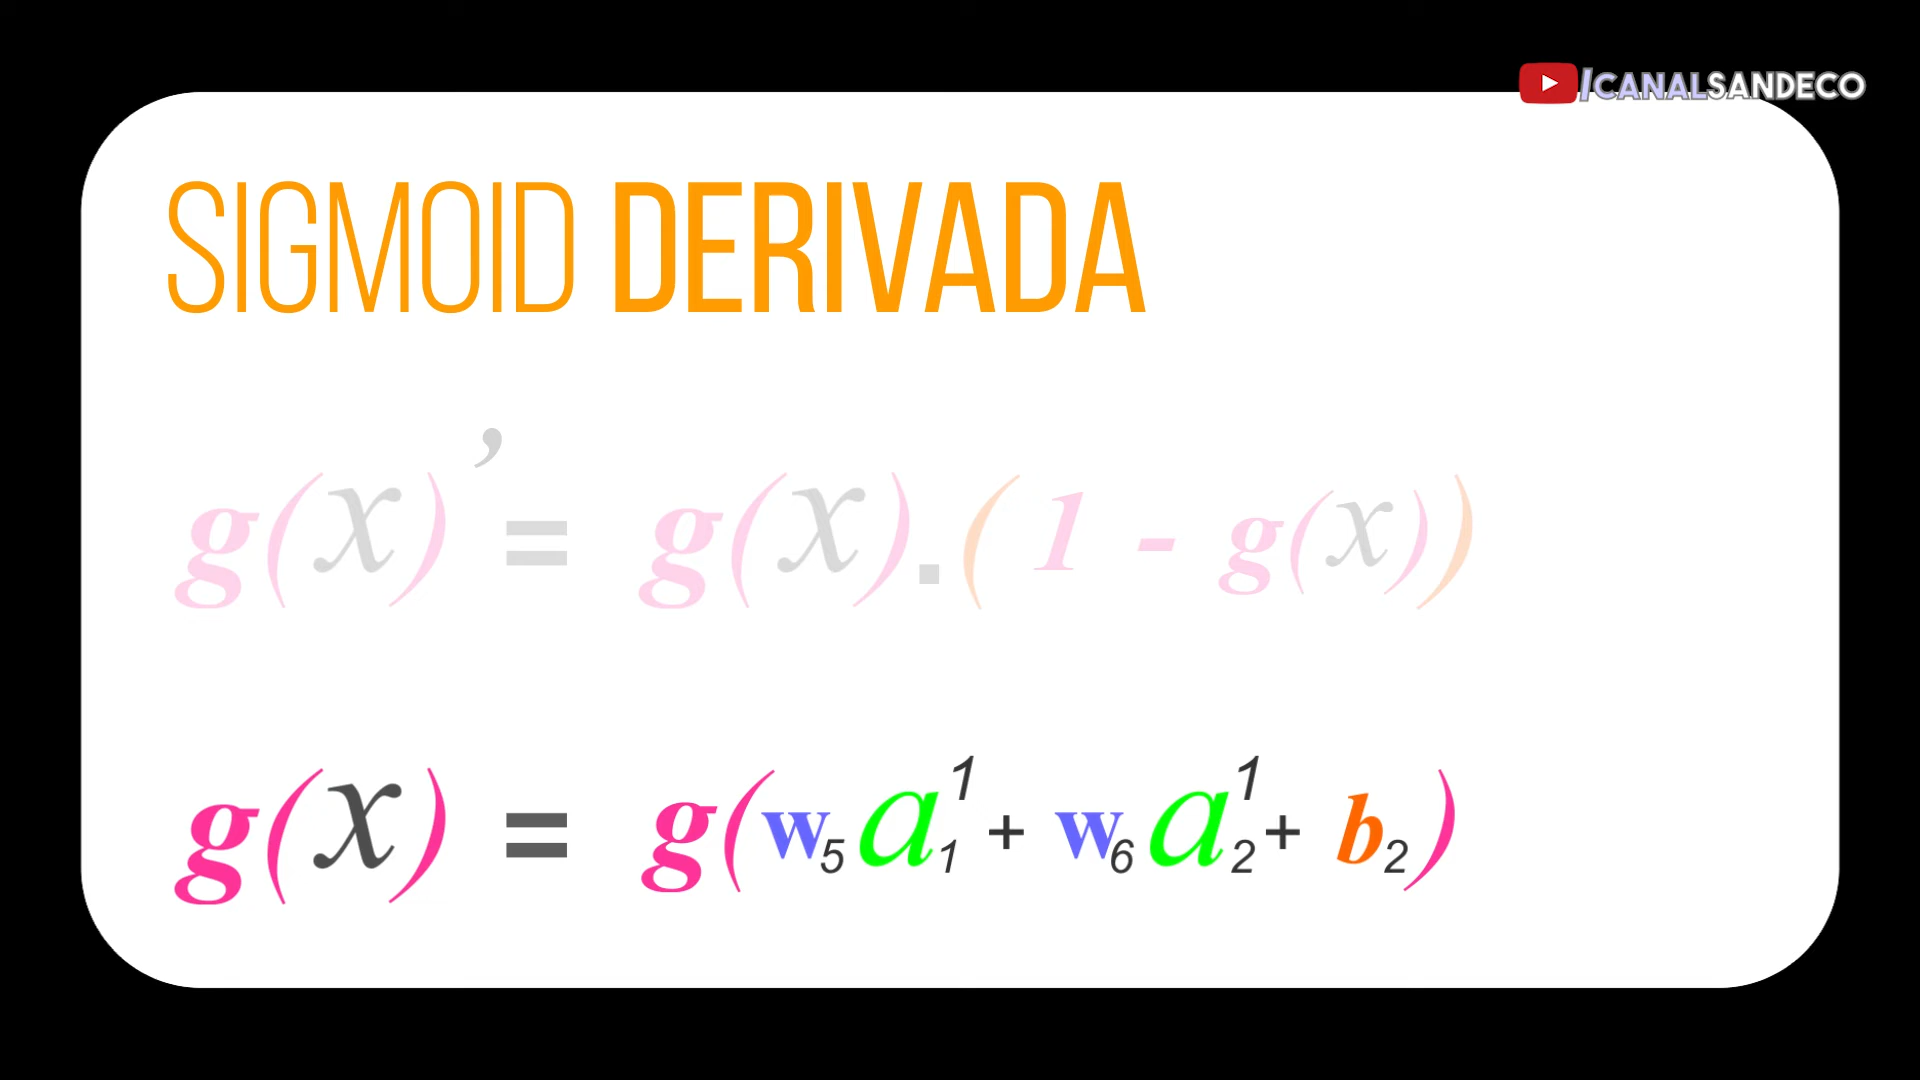 /CANALSANDECO
SIGMOID DERIVADA
g(x)’ = g(x).(1 - g(x))
g(x) = g(w₅a₁¹ + w₆a₂¹ + b₂)